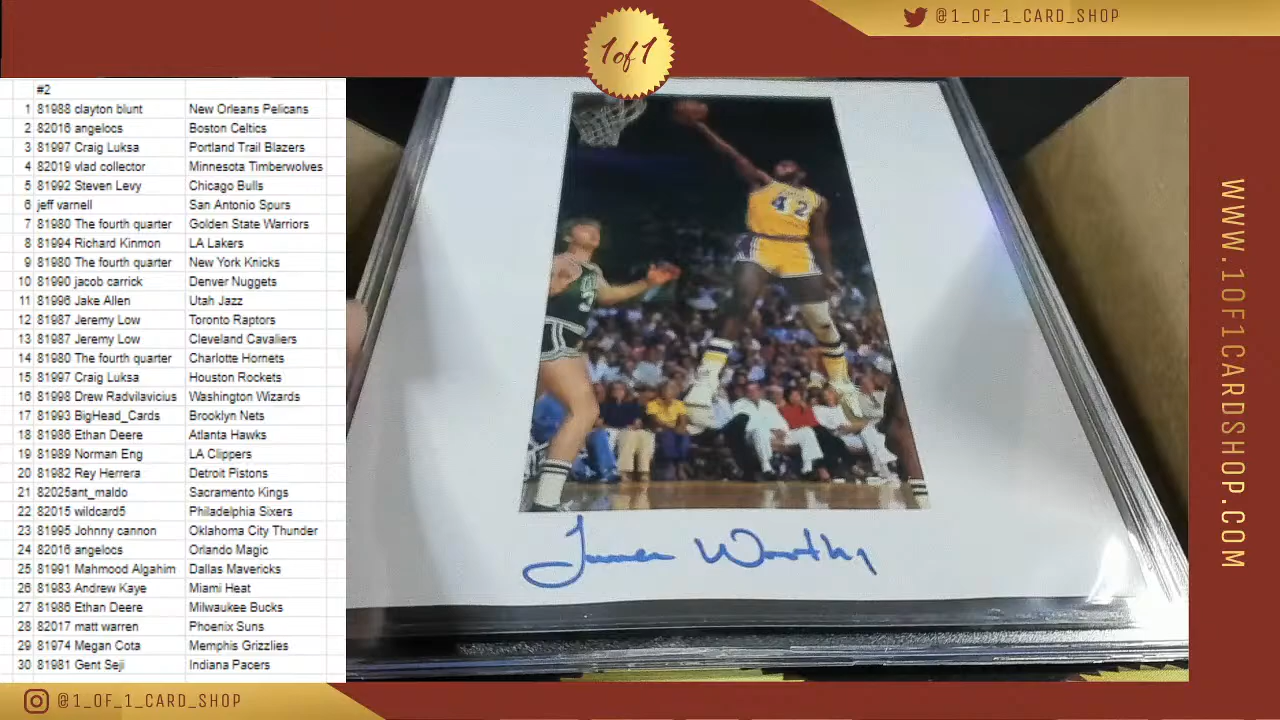 @1_OF_1_CARD_SHOP
1of1
#2
1 81988 clayton blunt New Orleans Pelicans
2 82016 angelocs Boston Celtics
3 81997 Craig Luksa Portland Trail Blazers
4 82019 vlad collector Minnesota Timberwolves
5 81992 Steven Levy Chicago Bulls
6 jeff varnell San Antonio Spurs
7 81980 The fourth quarter Golden State Warriors
8 81994 Richard Kinmon LA Lakers
9 81980 The fourth quarter New York Knicks
10 81990 jacob carrick Denver Nuggets
11 81996 Jake Allen Utah Jazz
12 81987 Jeremy Low Toronto Raptors
13 81987 Jeremy Low Cleveland Cavaliers
14 81980 The fourth quarter Charlotte Hornets
15 81997 Craig Luksa Houston Rockets
16 81998 Drew Radvilavicius Washington Wizards
17 81993 BigHead_Cards Brooklyn Nets
18 81986 Ethan Deere Atlanta Hawks
19 81989 Norman Eng LA Clippers
20 81982 Rey Herrera Detroit Pistons
21 82025ant_maldo Sacramento Kings
22 82015 wildcard5 Philadelphia Sixers
23 81995 Johnny cannon Oklahoma City Thunder
24 82016 angelocs Orlando Magic
25 81991 Mahmood Algahim Dallas Mavericks
26 81983 Andrew Kaye Miami Heat
27 81986 Ethan Deere Milwaukee Bucks
28 82017 matt warren Phoenix Suns
29 81974 Megan Cota Memphis Grizzlies
30 81981 Gent Seji Indiana Pacers
42
3
James Worthy
WWW.1OF1CARDSHOP.COM
@1_OF_1_CARD_SHOP